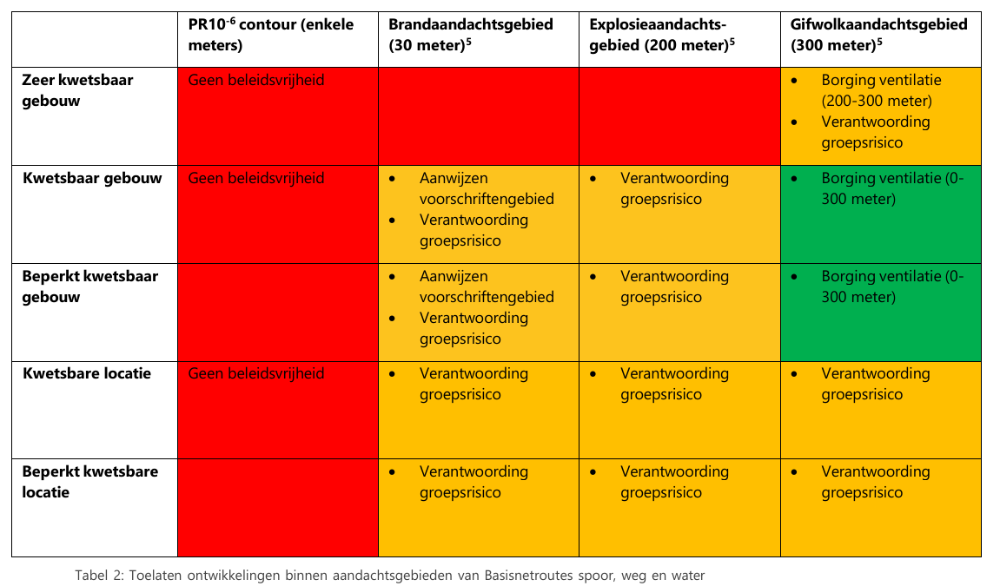 PR10-6 contour (enkele
meters)
Brandaandachtsgebied
(30 meter)5
Explosieaandachts-
gebied (200 meter)5
Gifwolkaandachtsgebied
(300 meter)5
Zeer kwetsbaar
gebouw
Geen beleidsvrijheid
• Borging ventilatie
(200-300 meter)
• Verantwoording
groepsrisico
Kwetsbaar gebouw
Geen beleidsvrijheid
• Aanwijzen
voorschriftengebied
• Verantwoording
groepsrisico
• Verantwoording
groepsrisico
• Borging ventilatie (0-
300 meter)
Beperkt kwetsbaar
gebouw
• Aanwijzen
voorschriftengebied
• Verantwoording
groepsrisico
• Verantwoording
groepsrisico
• Borging ventilatie (0-
300 meter)
Kwetsbare locatie
Geen beleidsvrijheid
• Verantwoording
groepsrisico
• Verantwoording
groepsrisico
• Verantwoording
groepsrisico
Beperkt kwetsbare
locatie
• Verantwoording
groepsrisico
• Verantwoording
groepsrisico
• Verantwoording
groepsrisico
Tabel 2: Toelaten ontwikkelingen binnen aandachtsgebieden van Basisnetroutes spoor, weg en water